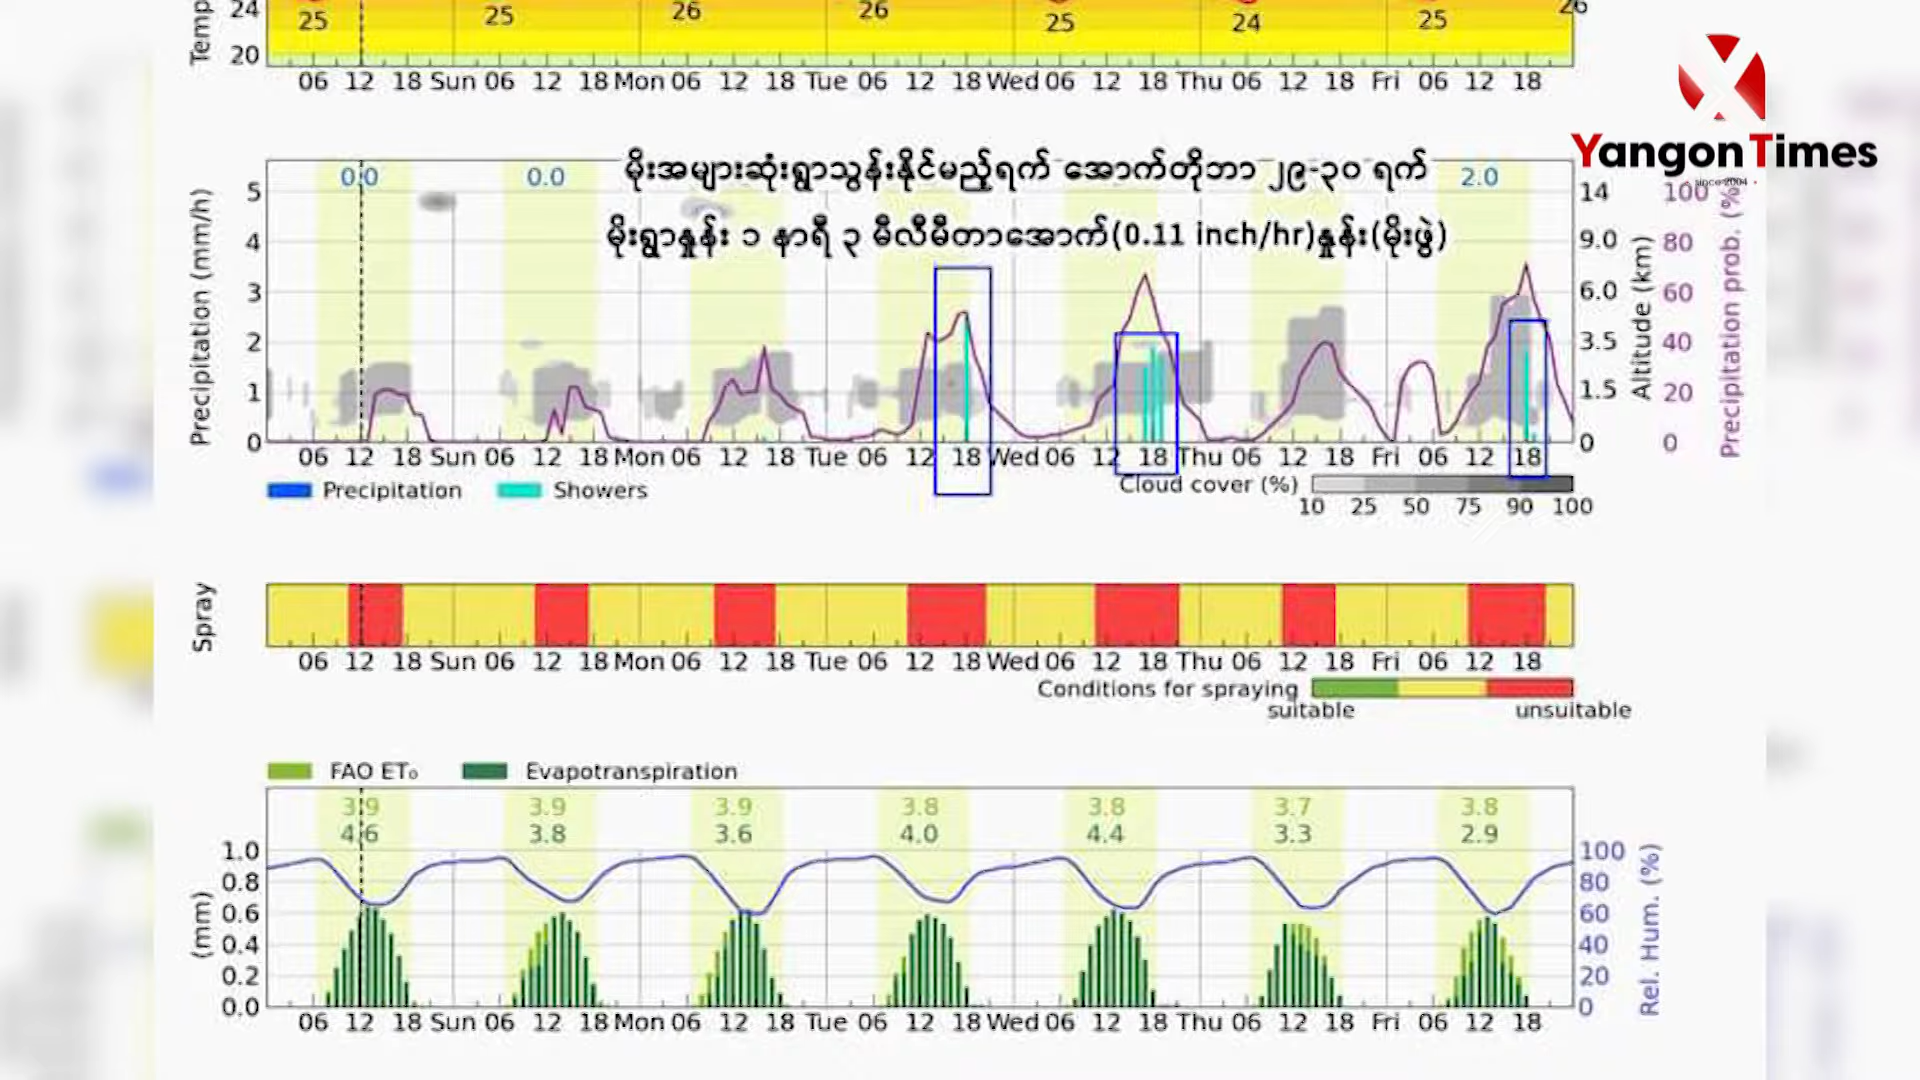 24
25 25 26 26 25 24 25 26
20
Temp
06 12 18 Sun 06 12 18 Mon 06 12 18 Tue 06 12 18 Wed 06 12 18 Thu 06 12 18 Fri 06 12 18
YangonTimes
since 2004
မိုးအများဆုံးရွာသွန်းနိုင်မည့်ရက် အောက်တိုဘာ ၂၉-၃၀ ရက်
မိုးရွာနှုန်း ၁ နာရီ ၃ မီလီမီတာအောက်(0.11 inch/hr)နှုန်း(မိုးဖွဲ)
0.0 0.0 2.0
Precipitation (mm/h)
5
4
3
2
1
0
14
9.0
6.0
3.5
1.5
0
Altitude (km)
100
80
60
40
20
0
Precipitation prob. (%)
06 12 18 Sun 06 12 18 Mon 06 12 18 Tue 06 12 18 Wed 06 12 18 Thu 06 12 18 Fri 06 12 18
Precipitation Showers
Cloud cover (%)
10 25 50 75 90 100
Spray
06 12 18 Sun 06 12 18 Mon 06 12 18 Tue 06 12 18 Wed 06 12 18 Thu 06 12 18 Fri 06 12 18
Conditions for spraying
suitable unsuitable
FAO ET₀ Evapotranspiration
3.9 3.9 3.9 3.8 3.8 3.7 3.8
4.6 3.8 3.6 4.0 4.4 3.3 2.9
(mm)
1.0
0.8
0.6
0.4
0.2
0.0
100
80
60
40
20
0
Rel. Hum. (%)
06 12 18 Sun 06 12 18 Mon 06 12 18 Tue 06 12 18 Wed 06 12 18 Thu 06 12 18 Fri 06 12 18